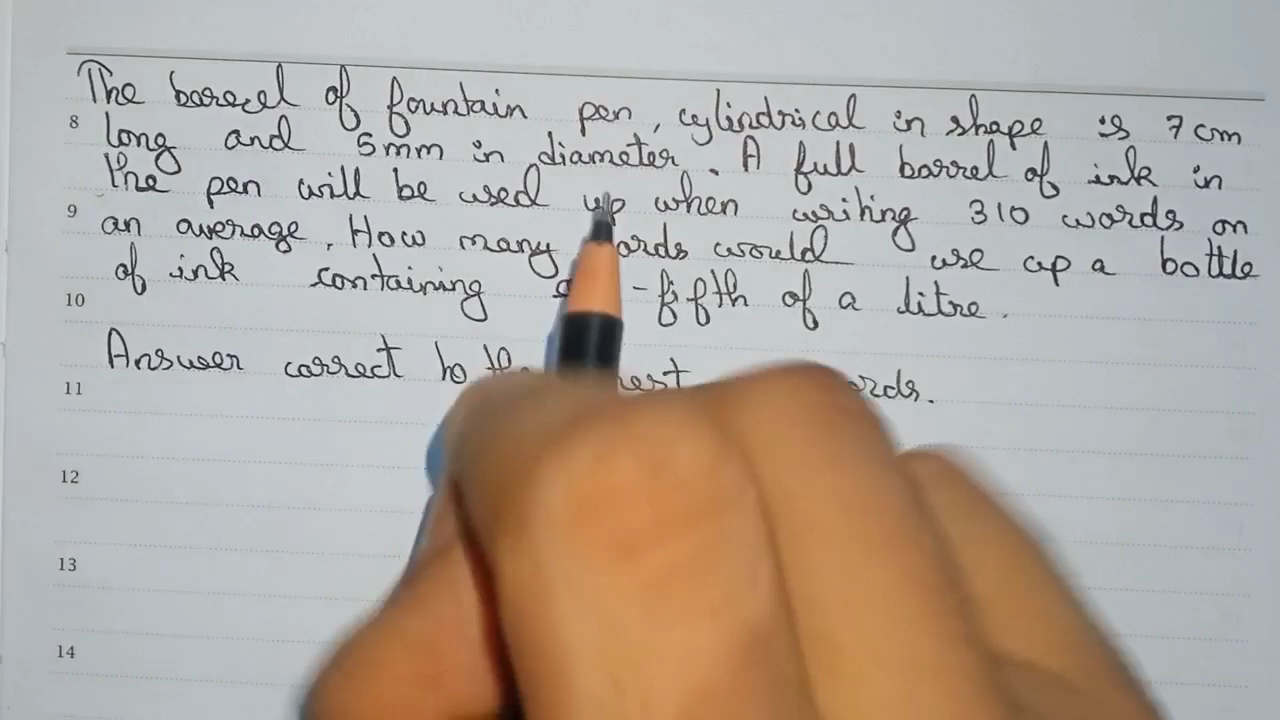 The barrel of fountain pen, cylindrical in shape is 7cm
8 long and 5mm in diameter. A full barrel of ink in
the pen will be used up when writing 310 words on
9 an average. How many words would use up a bottle
of ink containing -fifth of a litre.
10
Answer correct to the
11
12
13
14